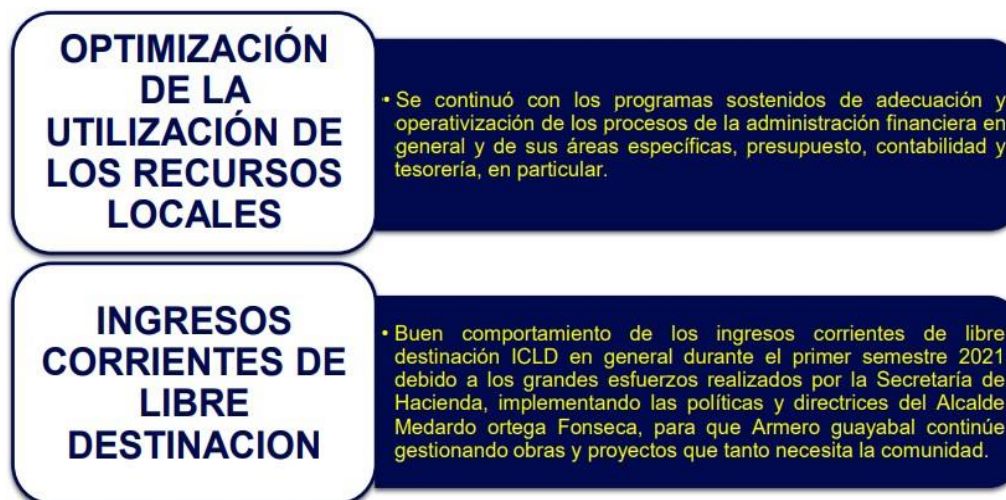 OPTIMIZACIÓN
DE LA
UTILIZACIÓN DE
LOS RECURSOS
LOCALES
• Se continuó con los programas sostenidos de adecuación y
operativización de los procesos de la administración financiera en
general y de sus áreas específicas, presupuesto, contabilidad y
tesorería, en particular.
INGRESOS
CORRIENTES DE
LIBRE
DESTINACION
• Buen comportamiento de los ingresos corrientes de libre
destinación ICLD en general durante el primer semestre 2021
debido a los grandes esfuerzos realizados por la Secretaría de
Hacienda, implementando las políticas y directrices del Alcalde
Medardo ortega Fonseca, para que Armero guayabal continúe
gestionando obras y proyectos que tanto necesita la comunidad.